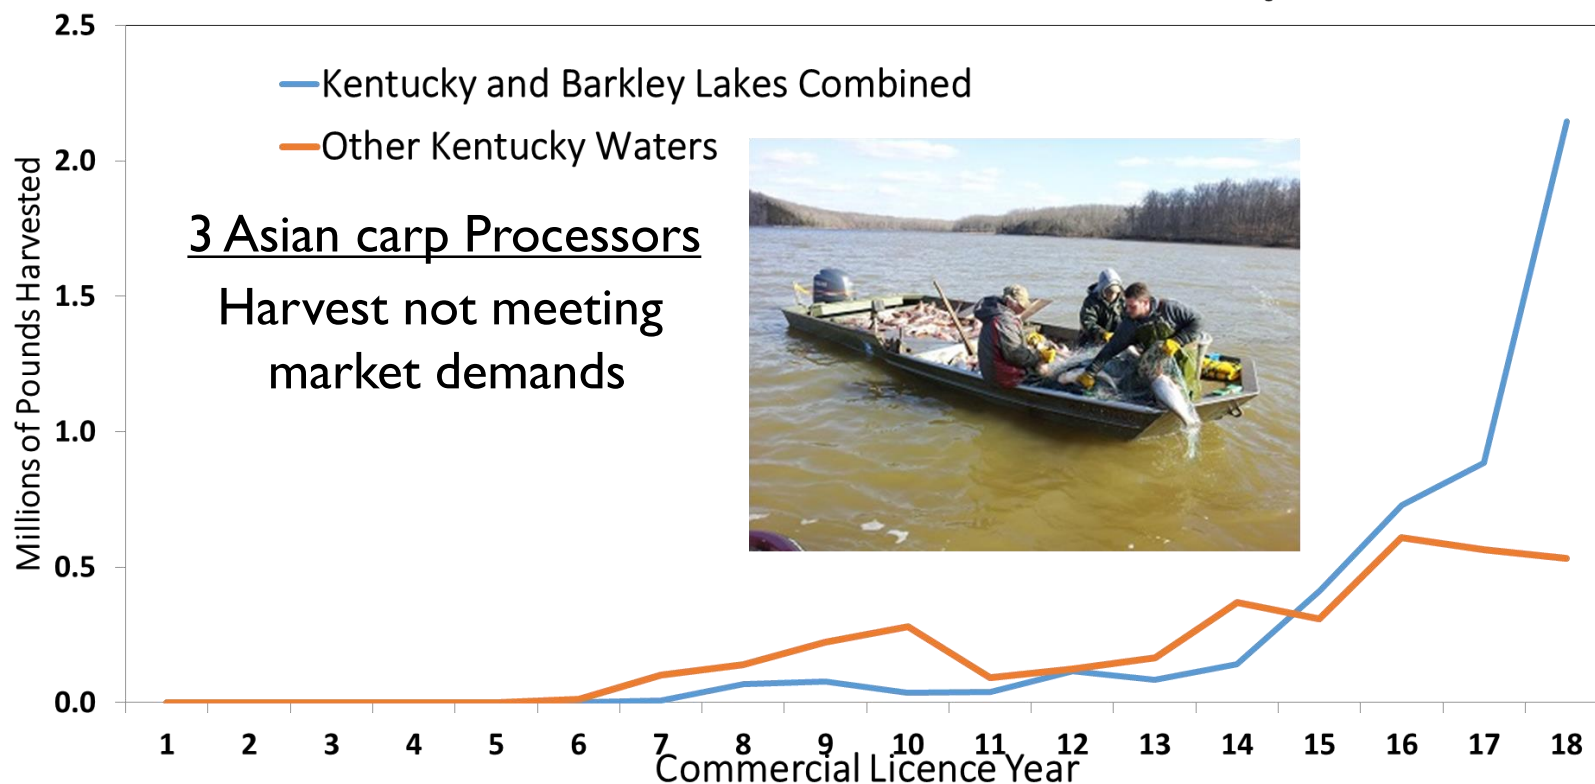 2.5
Kentucky and Barkley Lakes Combined
2.0
Other Kentucky Waters
3 Asian carp Processors
Harvest not meeting
market demands
1.5
1.0
0.5
0.0
Millions of Pounds Harvested
1 2 3 4 5 6 7 8 9 10 11 12 13 14 15 16 17 18
Commercial Licence Year